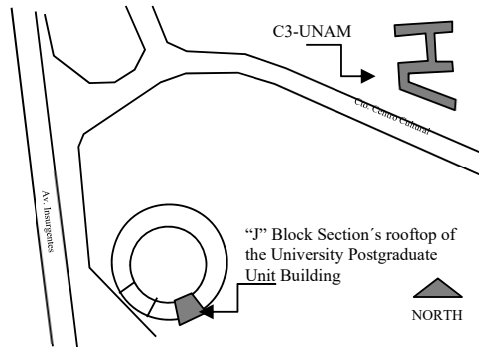 C3-UNAM
Cto. Centro Cultural
Av. Insurgentes
“J” Block Section´s rooftop of
the University Postgraduate
Unit Building
NORTH